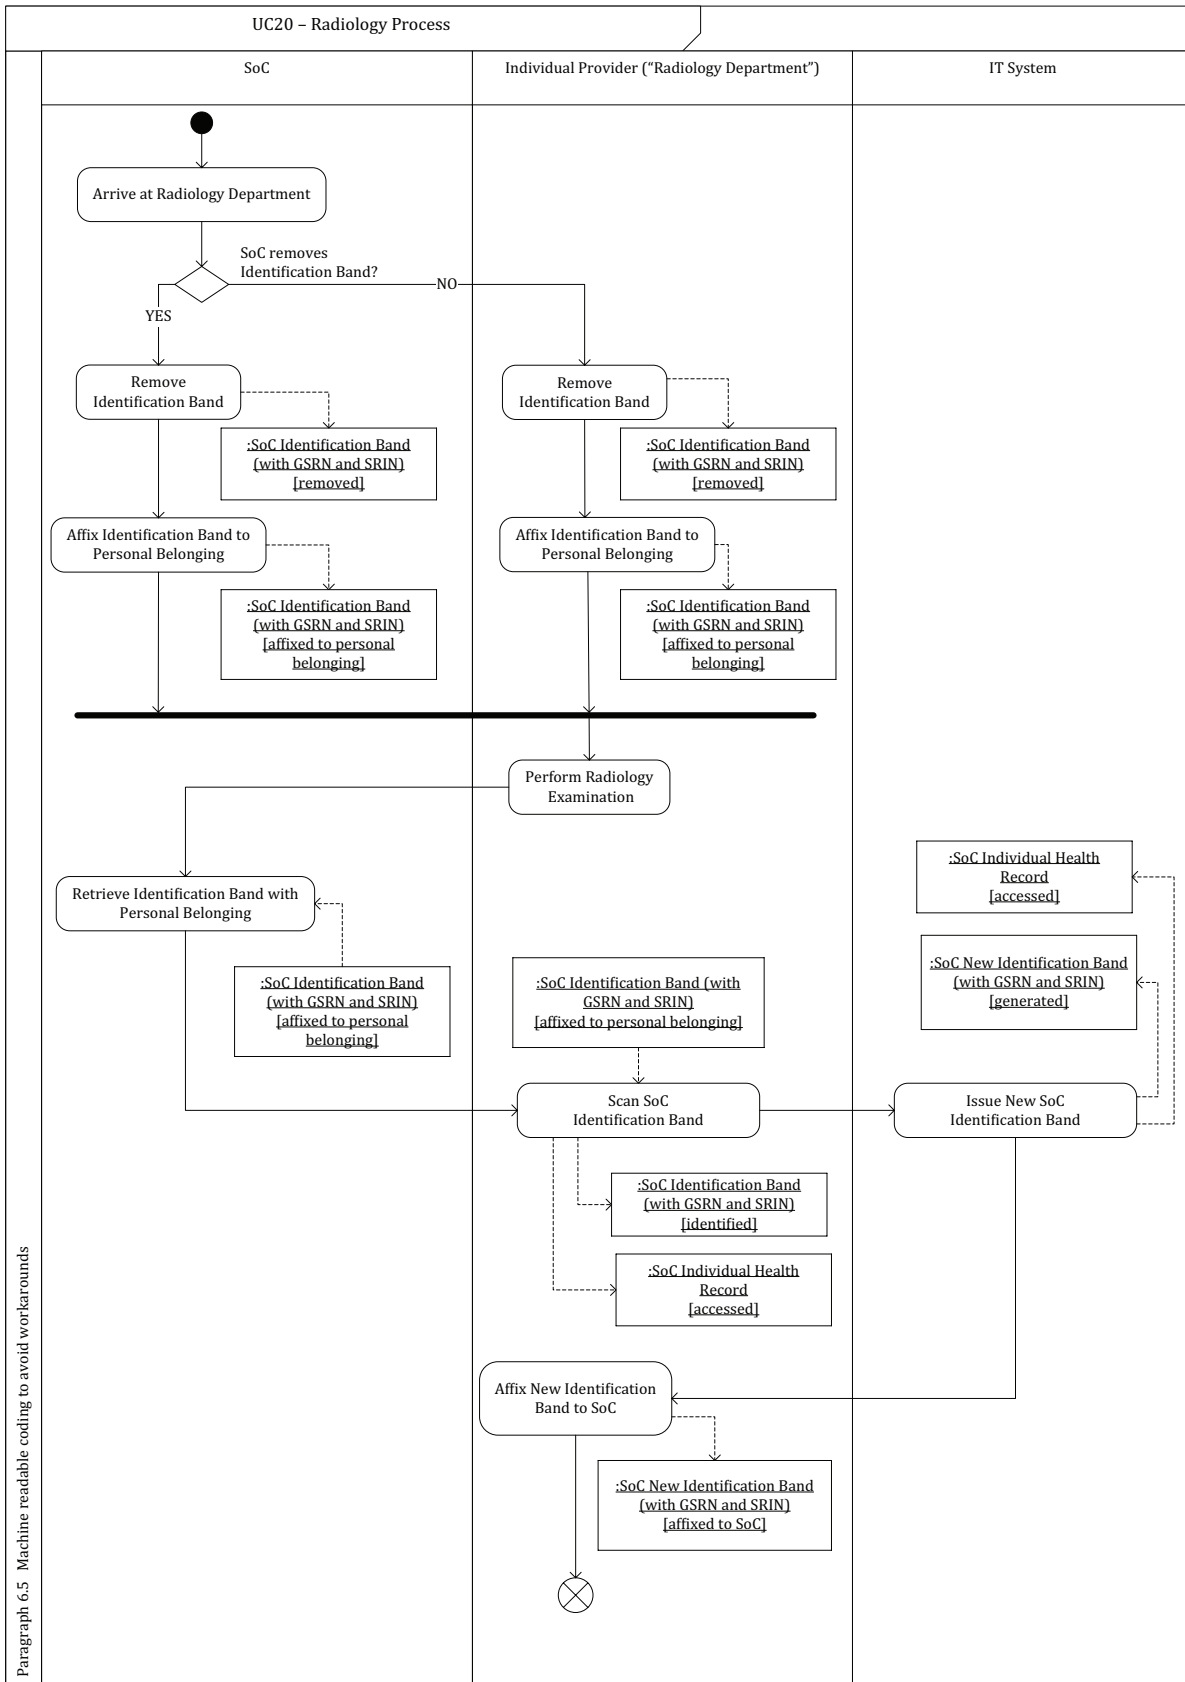 UC20 – Radiology Process
SoC
Individual Provider (“Radiology Department”)
IT System
Arrive at Radiology Department
SoC removes
Identification Band?
NO
YES
Remove
Identification Band
Remove
Identification Band
:SoC Identification Band
(with GSRN and SRIN)
[removed]
:SoC Identification Band
(with GSRN and SRIN)
[removed]
Affix Identification Band to
Personal Belonging
Affix Identification Band to
Personal Belonging
:SoC Identification Band
(with GSRN and SRIN)
[affixed to personal
belonging]
:SoC Identification Band
(with GSRN and SRIN)
[affixed to personal
belonging]
Perform Radiology
Examination
:SoC Individual Health
Record
[accessed]
Retrieve Identification Band with
Personal Belonging
:SoC New Identification Band
(with GSRN and SRIN)
[generated]
:SoC Identification Band
(with GSRN and SRIN)
[affixed to personal
belonging]
:SoC Identification Band (with
GSRN and SRIN)
[affixed to personal belonging]
Scan SoC
Identification Band
Issue New SoC
Identification Band
:SoC Identification Band
(with GSRN and SRIN)
[identified]
:SoC Individual Health
Record
[accessed]
Affix New Identification
Band to SoC
:SoC New Identification Band
(with GSRN and SRIN)
[affixed to SoC]
Paragraph 6.5 Machine readable coding to avoid workarounds